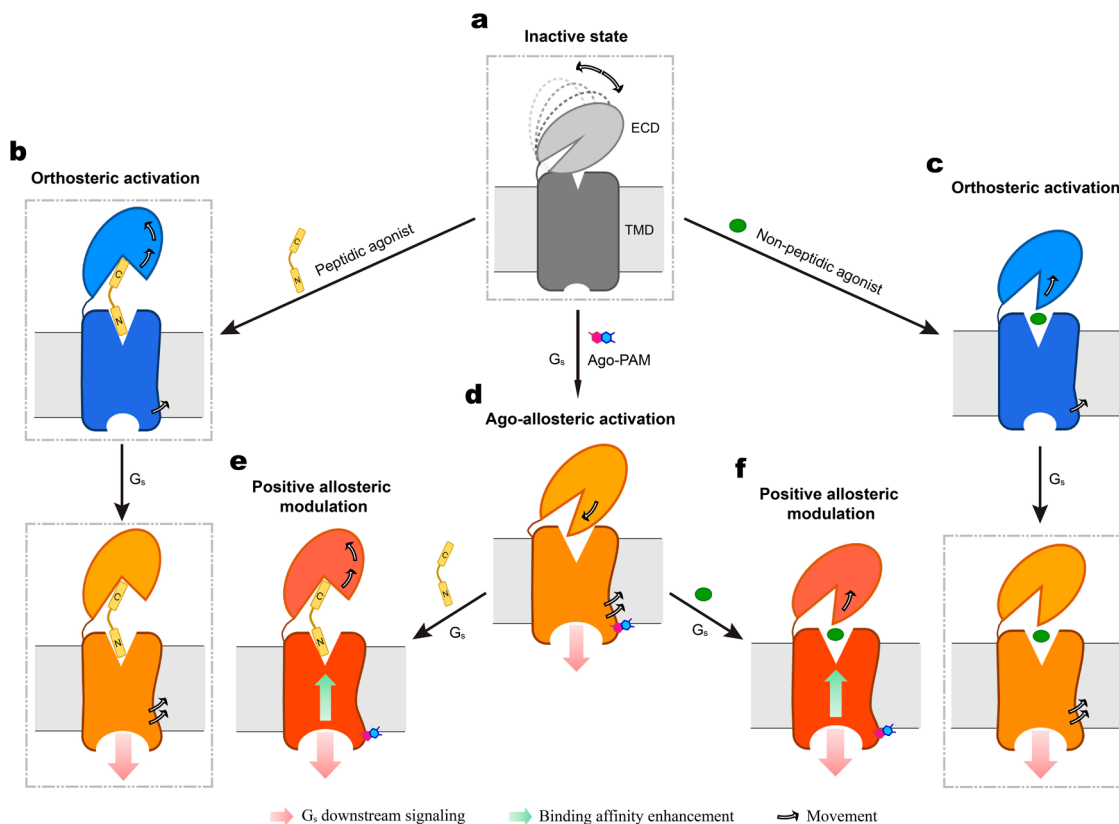 a
Inactive state
ECD
TMD
b
Orthosteric activation
C
N
C
N
Peptidic agonist
Non-peptidic agonist
c
Orthosteric activation
Gₛ
Ago-PAM
d
Ago-allosteric activation
Gₛ
e
Positive allosteric
modulation
f
Positive allosteric
modulation
Gₛ
C
N
C
N
C
N
Gₛ
Gₛ
Gₛ downstream signaling
Binding affinity enhancement
Movement